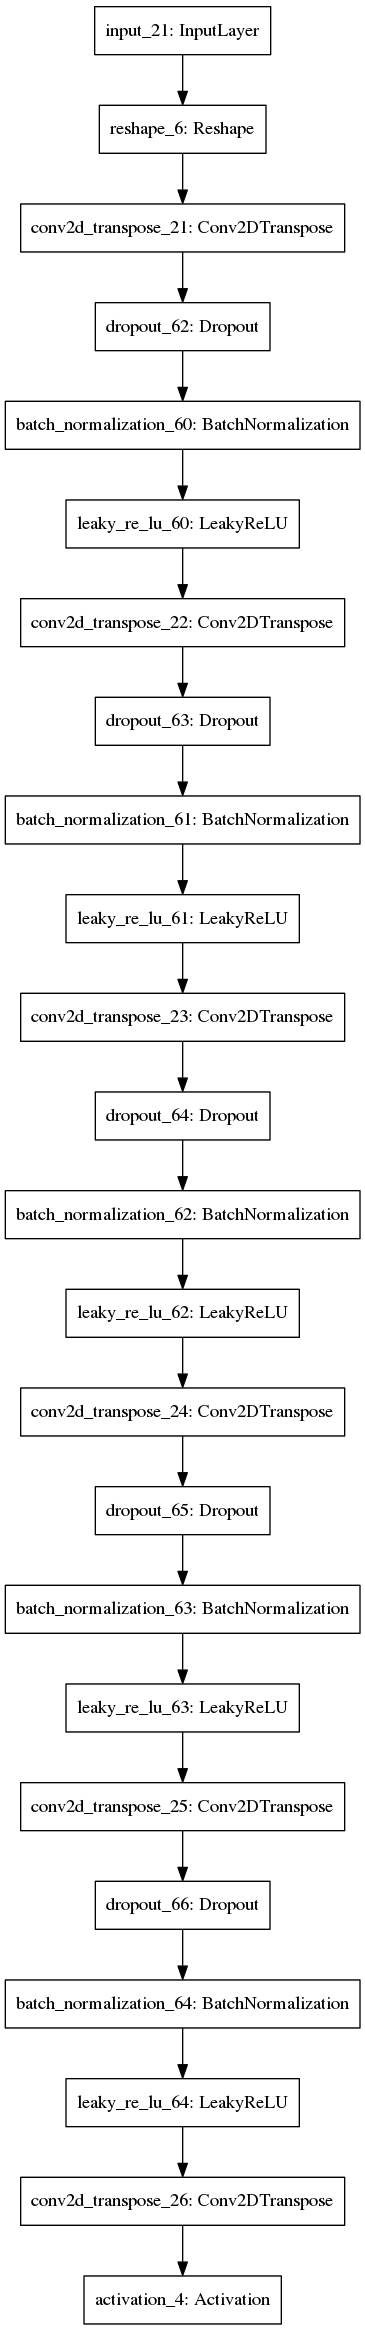 input_21: InputLayer
reshape_6: Reshape
conv2d_transpose_21: Conv2DTranspose
dropout_62: Dropout
batch_normalization_60: BatchNormalization
leaky_re_lu_60: LeakyReLU
conv2d_transpose_22: Conv2DTranspose
dropout_63: Dropout
batch_normalization_61: BatchNormalization
leaky_re_lu_61: LeakyReLU
conv2d_transpose_23: Conv2DTranspose
dropout_64: Dropout
batch_normalization_62: BatchNormalization
leaky_re_lu_62: LeakyReLU
conv2d_transpose_24: Conv2DTranspose
dropout_65: Dropout
batch_normalization_63: BatchNormalization
leaky_re_lu_63: LeakyReLU
conv2d_transpose_25: Conv2DTranspose
dropout_66: Dropout
batch_normalization_64: BatchNormalization
leaky_re_lu_64: LeakyReLU
conv2d_transpose_26: Conv2DTranspose
activation_4: Activation